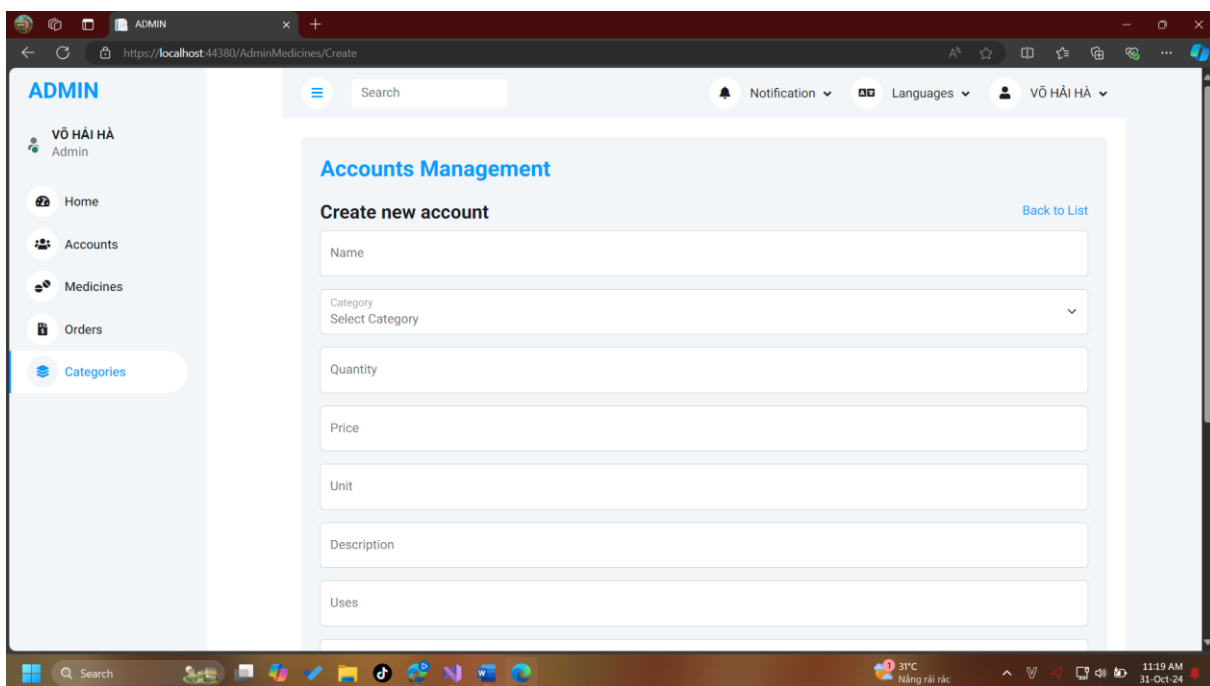 ADMIN
https://localhost:44380/AdminMedicines/Create
ADMIN
Search
Notification
Languages
VÕ HẢI HÀ
VÕ HẢI HÀ
Admin
Home
Accounts
Medicines
Orders
Categories
Accounts Management
Create new account
Back to List
Name
Category
Select Category
Quantity
Price
Unit
Description
Uses
Search
1
31°C
Nắng rải rác
11:19 AM
31-Oct-24